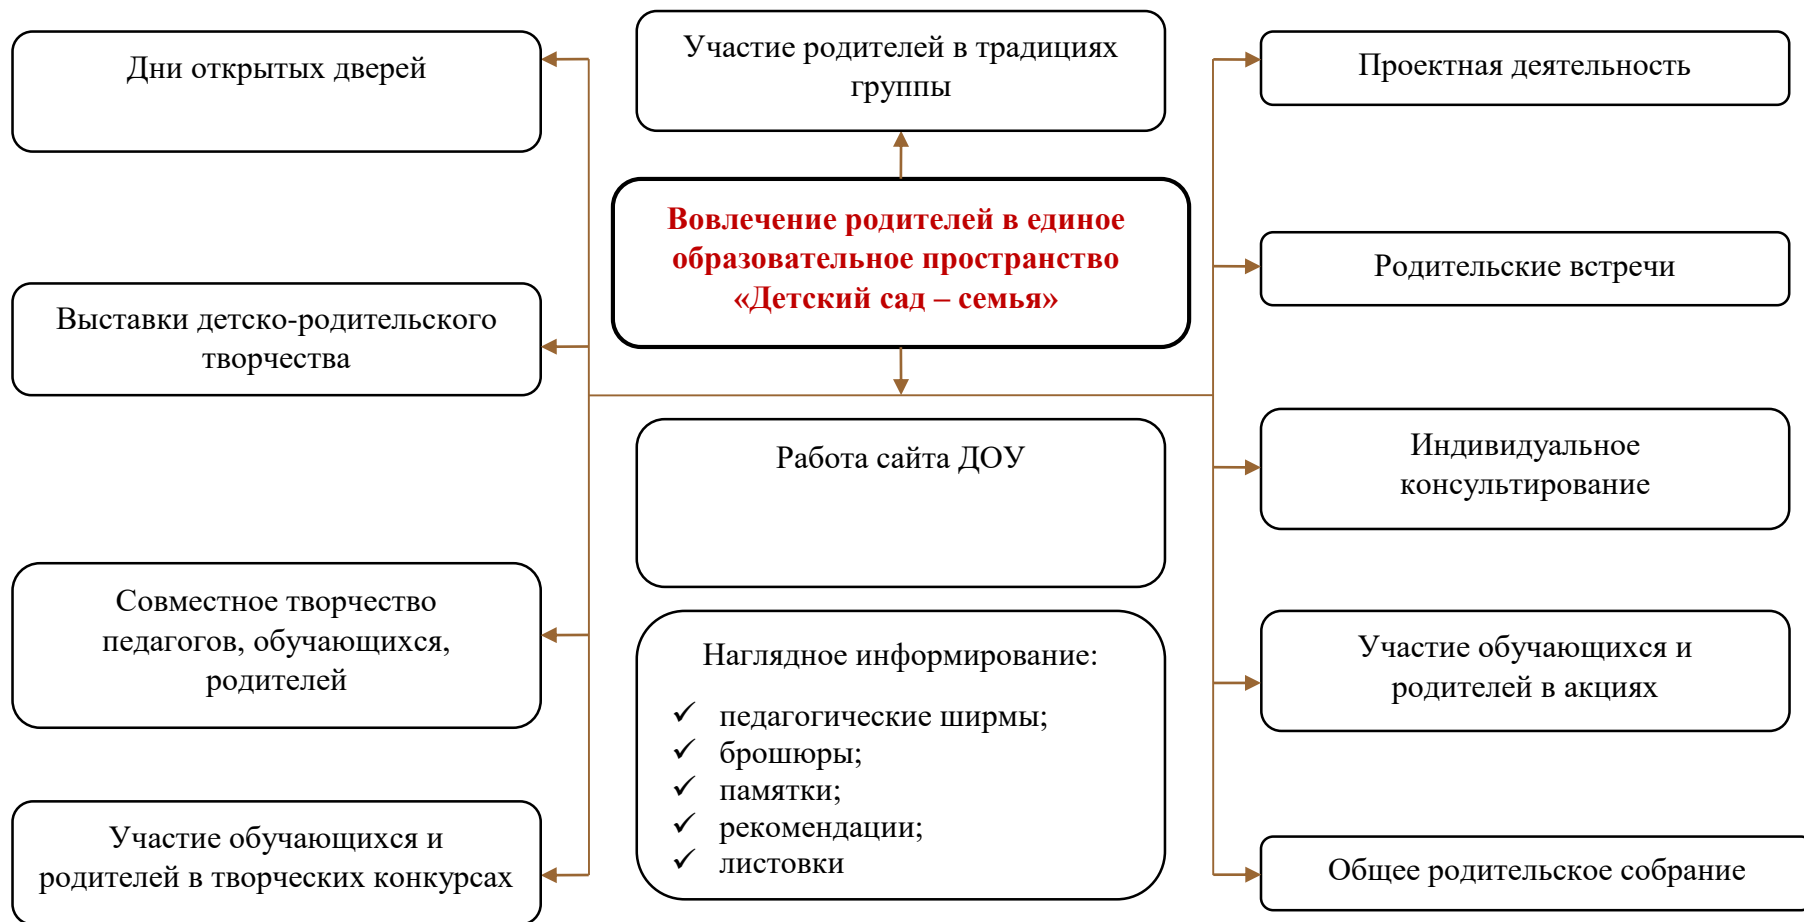 Дни открытых дверей
Участие родителей в традициях
группы
Проектная деятельность
Вовлечение родителей в единое
образовательное пространство
«Детский сад – семья»
Родительские встречи
Выставки детско-родительского
творчества
Работа сайта ДОУ
Индивидуальное
консультирование
Совместное творчество
педагогов, обучающихся,
родителей
Наглядное информирование:
✓ педагогические ширмы;
✓ брошюры;
✓ памятки;
✓ рекомендации;
✓ листовки
Участие обучающихся и
родителей в акциях
Участие обучающихся и
родителей в творческих конкурсах
Общее родительское собрание